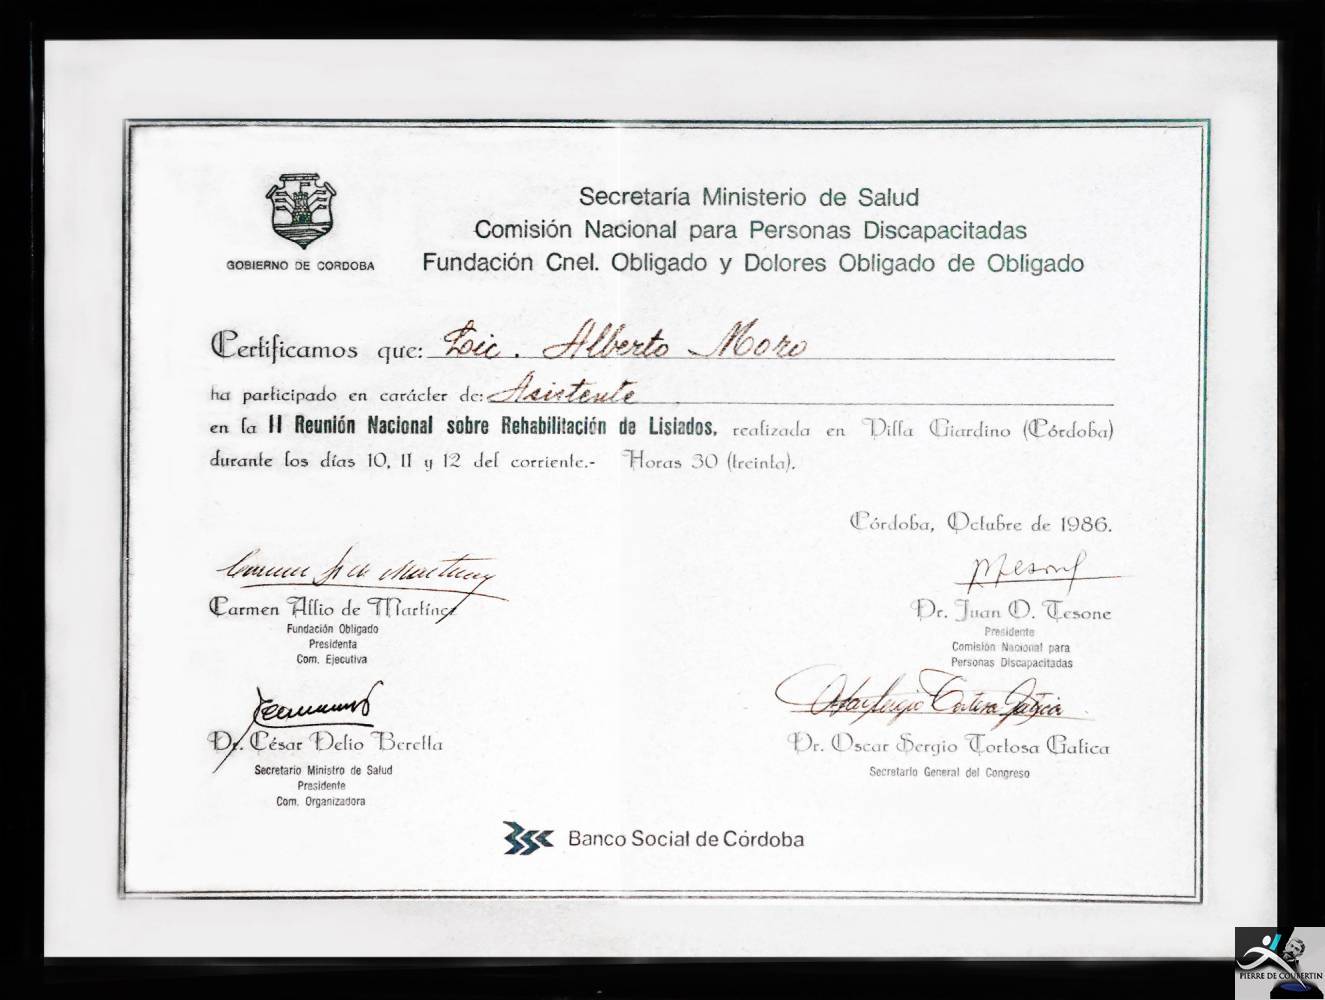 GOBIERNO DE CORDOBA
Secretaría Ministerio de Salud
Comisión Nacional para Personas Discapacitadas
Fundación Cnel. Obligado y Dolores Obligado de Obligado
Certificamos que: Lic. Alberto Moro
ha participado en carácter de: Asistente
en la II Reunión Nacional sobre Rehabilitación de Lisiados, realizada en Villa Giardino (Córdoba)
durante los días 10, 11 y 12 del corriente.- Horas 30 (treinta).
Córdoba, Octubre de 1986.
Carmen Allio de Martínez
Fundación Obligado
Presidenta
Com. Ejecutiva
Dr. Juan O. Tesone
Presidente
Comisión Nacional para
Personas Discapacitadas
Dr. César Delio Beretta
Secretario Ministro de Salud
Presidente
Com. Organizadora
Dr. Oscar Sergio Tortosa Galica
Secretario General del Congreso
Banco Social de Córdoba
PIERRE DE COUBERTIN